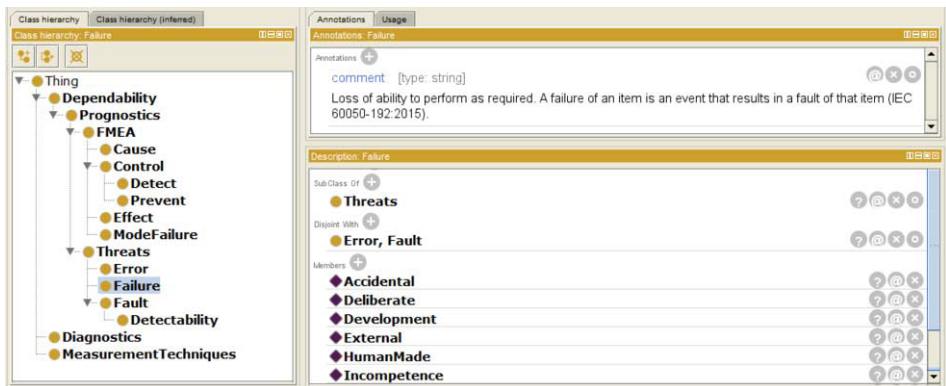 Class hierarchy Class hierarchy (inferred)
Class hierarchy: Failure
Thing
Dependability
Prognostics
FMEA
Cause
Control
Detect
Prevent
Effect
ModeFailure
Threats
Error
Failure
Fault
Detectability
Diagnostics
MeasurementTechniques
Annotations Usage
Annotations: Failure
Annotations
comment [type: string]
Loss of ability to perform as required. A failure of an item is an event that results in a fault of that item (IEC
60050-192:2015).
Description: Failure
SubClass Of
Threats
Disjoint With
Error, Fault
Members
Accidental
Deliberate
Development
External
HumanMade
Incompetence